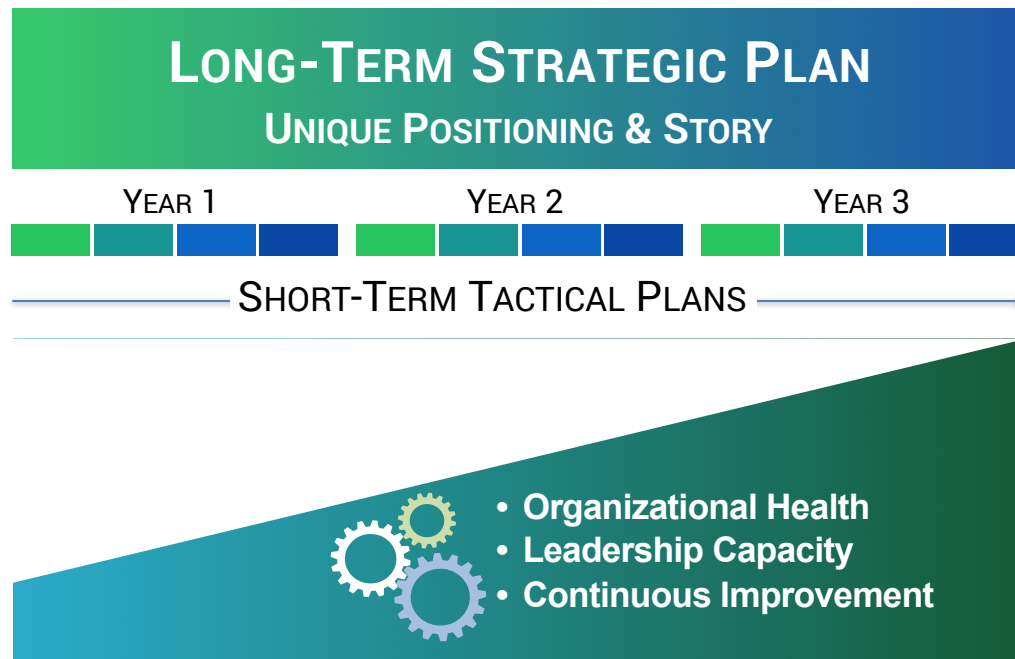 Long-Term Strategic Plan
Unique Positioning & Story
Year 1 Year 2 Year 3
Short-Term Tactical Plans
• Organizational Health
• Leadership Capacity
• Continuous Improvement